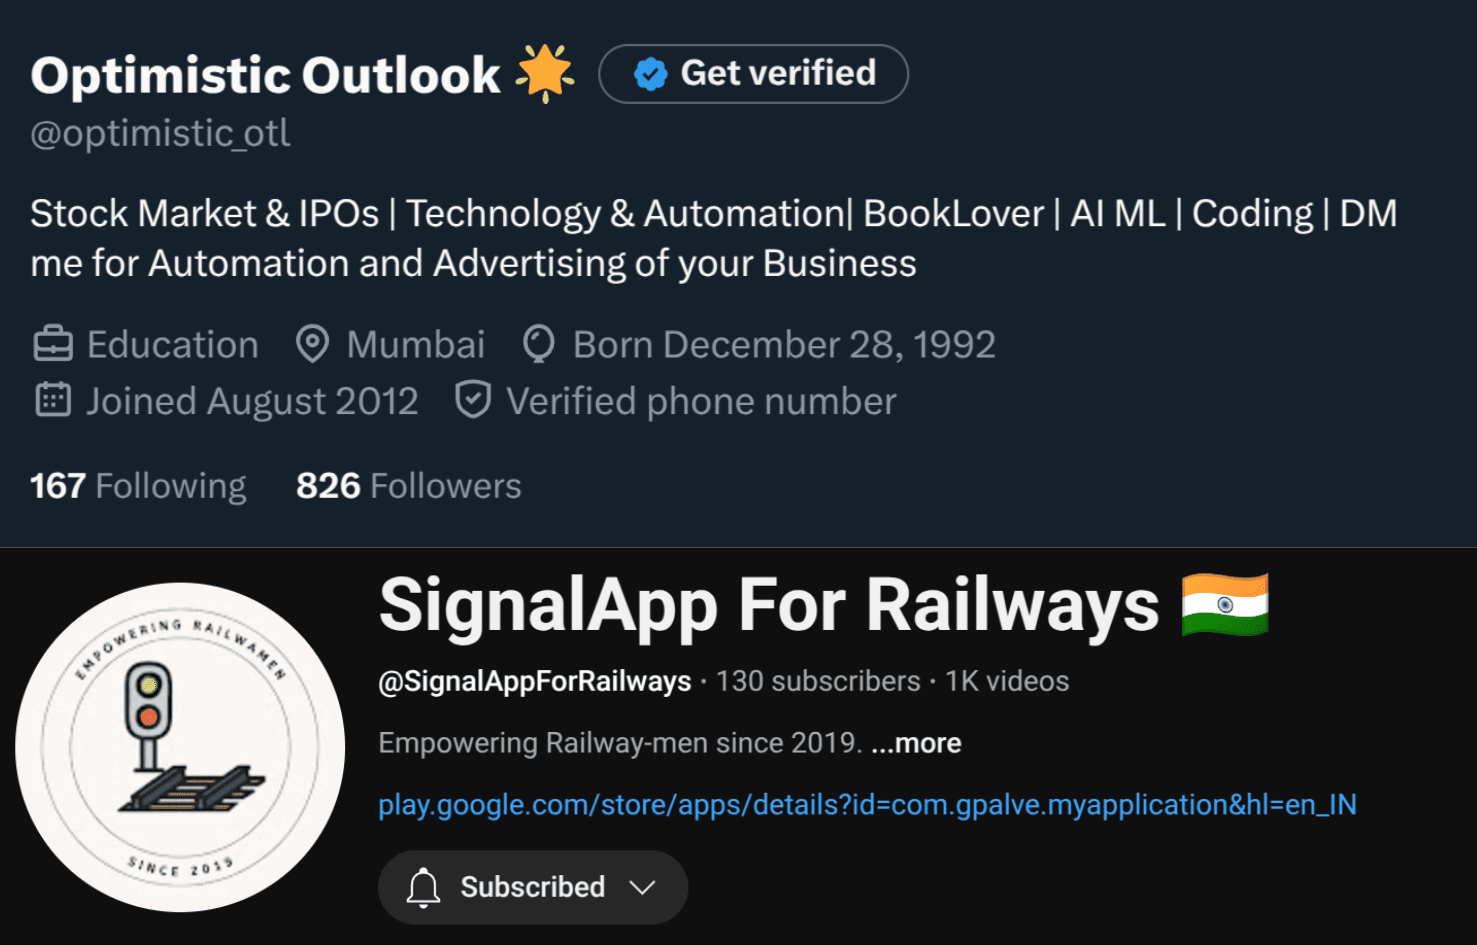 Optimistic Outlook 🌟 Get verified
@optimistic_otl
Stock Market & IPOs | Technology & Automation| BookLover | AI ML | Coding | DM
me for Automation and Advertising of your Business
Education Mumbai Born December 28, 1992
Joined August 2012 Verified phone number
167 Following 826 Followers
EMPOWERING RAILWAYMEN
SINCE 2019
SignalApp For Railways 🇮🇳
@SignalAppForRailways · 130 subscribers · 1K videos
Empowering Railway-men since 2019. ...more
play.google.com/store/apps/details?id=com.gpalve.myapplication&hl=en_IN
Subscribed